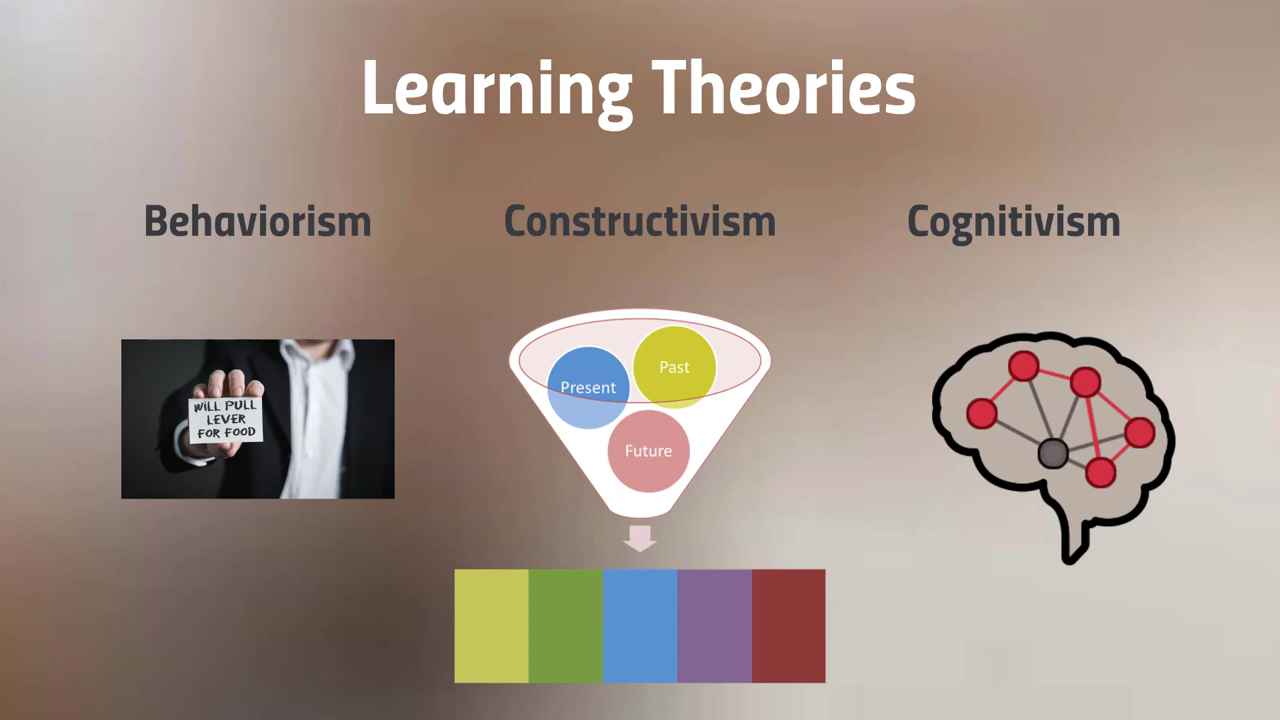 Learning Theories
Behaviorism
Constructivism
Cognitivism
WILL PULL
LEVER
FOR FOOD
Present
Past
Future